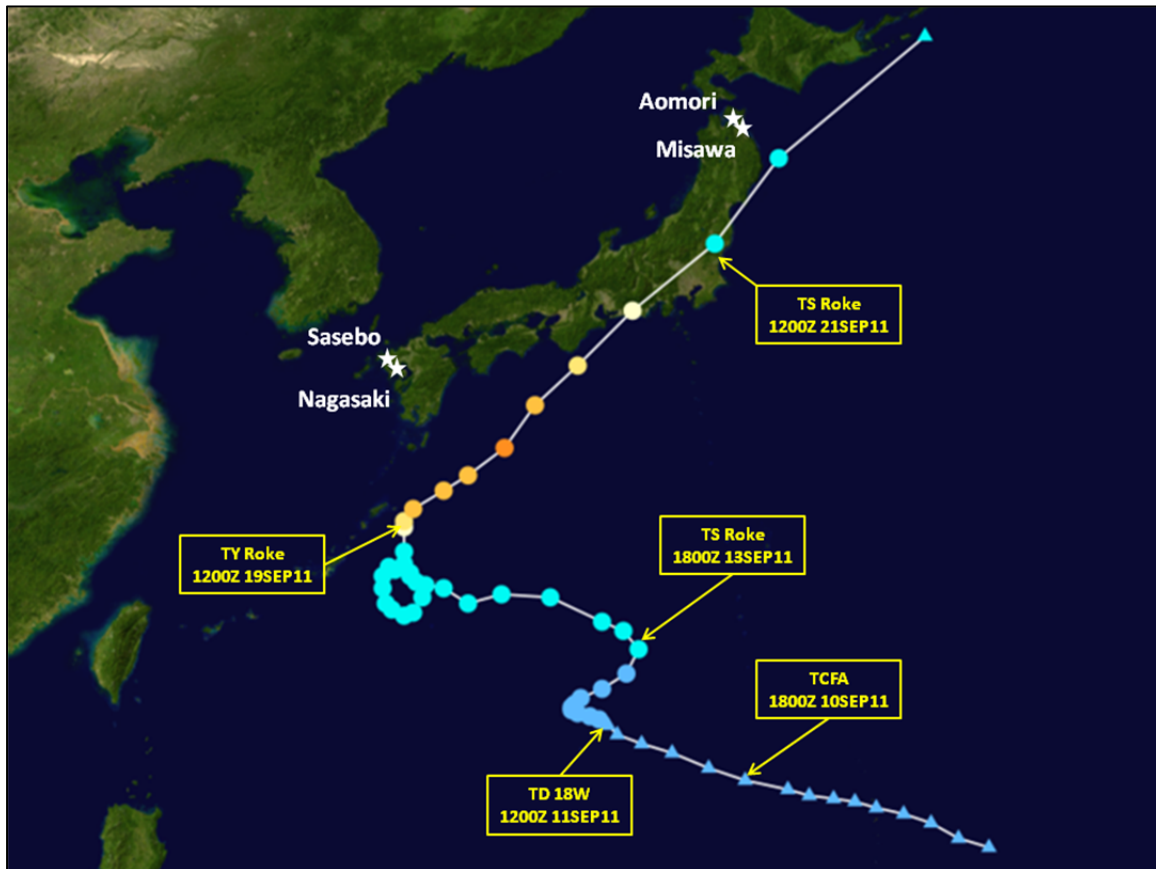 Aomori
Misawa
TS Roke
1200Z 21SEP11
Sasebo
Nagasaki
TY Roke
1200Z 19SEP11
TS Roke
1800Z 13SEP11
TCFA
1800Z 10SEP11
TD 18W
1200Z 11SEP11